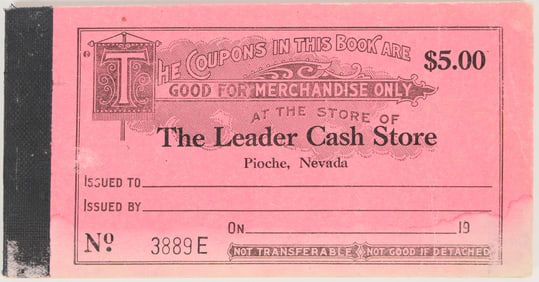 THE COUPONS IN THIS BOOK ARE
$5.00
GOOD FOR MERCHANDISE ONLY
AT THE STORE OF
The Leader Cash Store
Pioche, Nevada
ISSUED TO
ISSUED BY
ON 19
Nº 3889E
NOT TRANSFERABLE NOT GOOD IF DETACHED